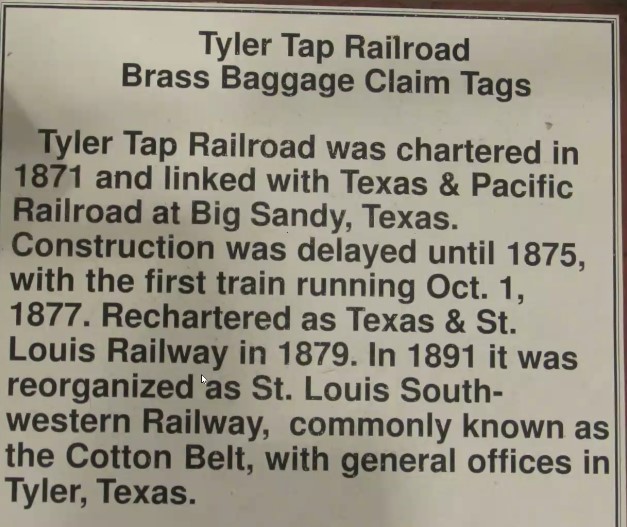 Tyler Tap Railroad
Brass Baggage Claim Tags
Tyler Tap Railroad was chartered in
1871 and linked with Texas & Pacific
Railroad at Big Sandy, Texas.
Construction was delayed until 1875,
with the first train running Oct. 1,
1877. Rechartered as Texas & St.
Louis Railway in 1879. In 1891 it was
reorganized as St. Louis South-
western Railway, commonly known as
the Cotton Belt, with general offices in
Tyler, Texas.